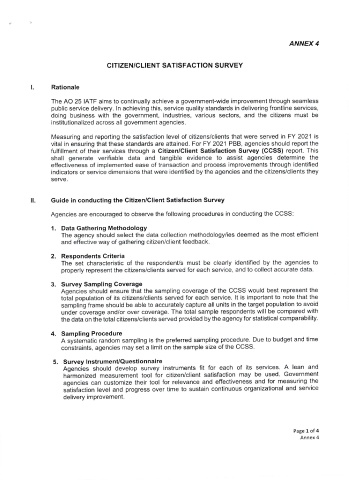 ANNEX 4
CITIZEN/CLIENT SATISFACTION SURVEY
I. Rationale
The AO 25 IATF aims to continually achieve a government-wide improvement through seamless
public service delivery. In achieving this, service quality standards in delivering frontline services,
doing business with the government, industries, various sectors, and the citizens must be
institutionalized across all government agencies.
Measuring and reporting the satisfaction level of citizens/clients that were served in FY 2021 is
vital in ensuring that these standards are attained. For FY 2021 PBB, agencies should report the
fulfillment of their services through a Citizen/Client Satisfaction Survey (CCSS) report. This
shall generate verifiable data and tangible evidence to assist agencies determine the
effectiveness of implemented ease of transaction and process improvements through identified
indicators or service dimensions that were identified by the agencies and the citizens/clients they
serve.
II. Guide in conducting the Citizen/Client Satisfaction Survey
Agencies are encouraged to observe the following procedures in conducting the CCSS:
1. Data Gathering Methodology
The agency should select the data collection methodology/ies deemed as the most efficient
and effective way of gathering citizen/client feedback.
2. Respondents Criteria
The set characteristic of the respondent/s must be clearly identified by the agencies to
properly represent the citizens/clients served for each service, and to collect accurate data.
3. Survey Sampling Coverage
Agencies should ensure that the sampling coverage of the CCSS would best represent the
total population of its citizens/clients served for each service. It is important to note that the
sampling frame should be able to accurately capture all units in the target population to avoid
under coverage and/or over coverage. The total sample respondents will be compared with
the data on the total citizens/clients served provided by the agency for statistical comparability.
4. Sampling Procedure
A systematic random sampling is the preferred sampling procedure. Due to budget and time
constraints, agencies may set a limit on the sample size of the CCSS.
5. Survey Instrument/Questionnaire
Agencies should develop survey instruments fit for each of its services. A lean and
harmonized measurement tool for citizen/client satisfaction may be used. Government
agencies can customize their tool for relevance and effectiveness and for measuring the
satisfaction level and progress over time to sustain continuous organizational and service
delivery improvement.
Page 1 of 4
Annex 4